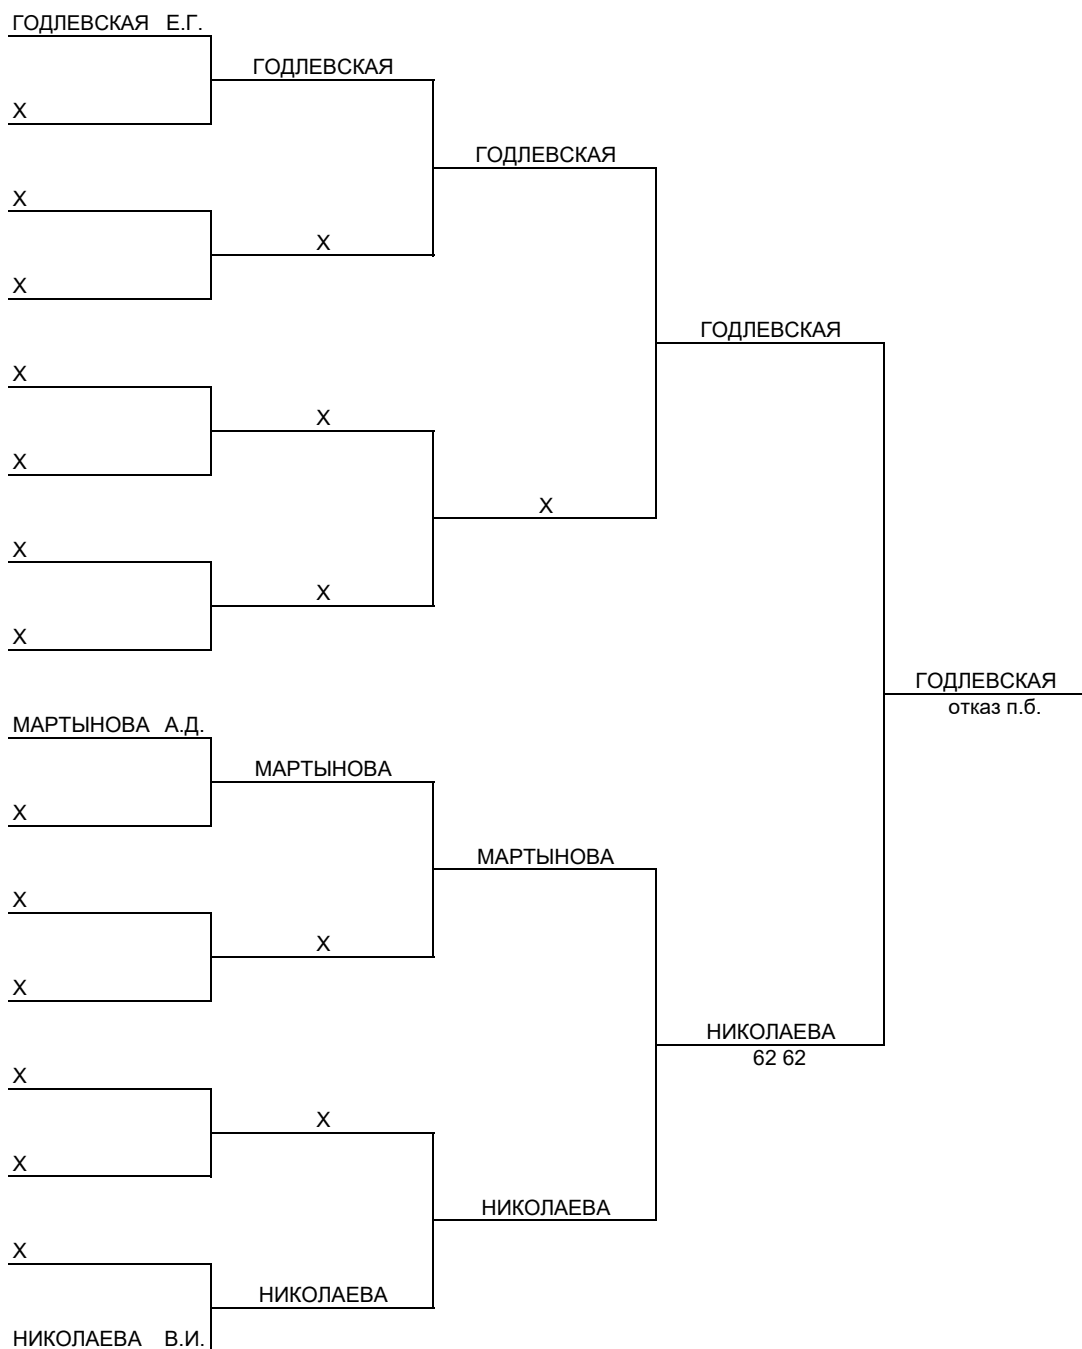 ГОДЛЕВСКАЯ Е.Г.
ГОДЛЕВСКАЯ
Х
ГОДЛЕВСКАЯ
Х
Х
Х
ГОДЛЕВСКАЯ
Х
Х
Х
Х
Х
Х
Х
ГОДЛЕВСКАЯ
отказ п.б.
МАРТЫНОВА А.Д.
МАРТЫНОВА
Х
МАРТЫНОВА
Х
Х
Х
НИКОЛАЕВА
62 62
Х
Х
Х
НИКОЛАЕВА
Х
НИКОЛАЕВА
НИКОЛАЕВА В.И.